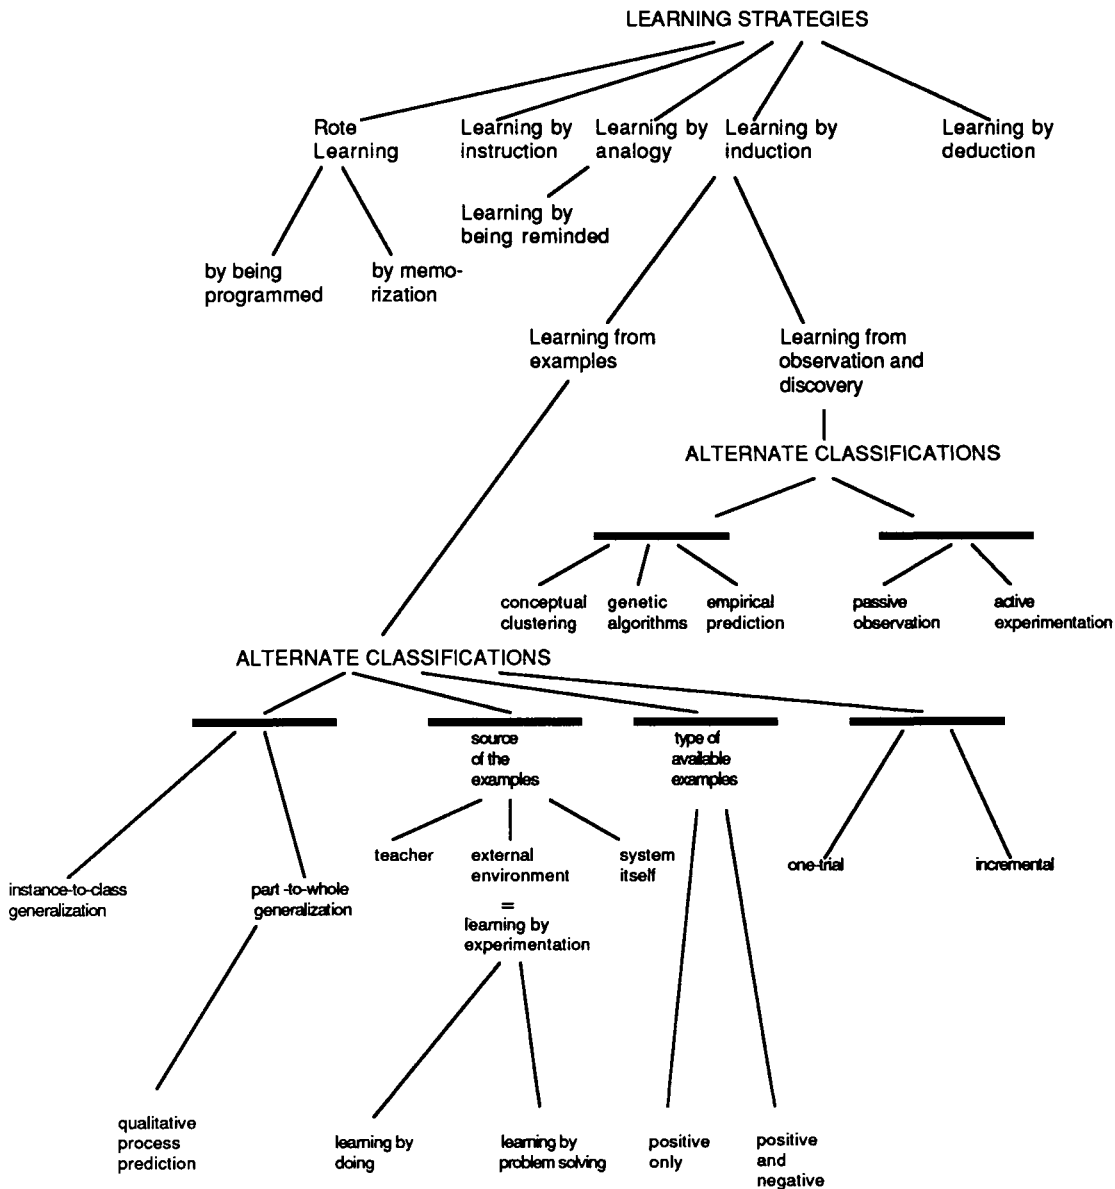 LEARNING STRATEGIES
Rote
Learning
Learning by
instruction
Learning by
analogy
Learning by
induction
Learning by
deduction
Learning by
being reminded
by being
programmed
by memo-
rization
Learning from
examples
Learning from
observation and
discovery
ALTERNATE CLASSIFICATIONS
conceptual
clustering
genetic
algorithms
empirical
prediction
passive
observation
active
experimentation
ALTERNATE CLASSIFICATIONS
source
of the
examples
type of
available
examples
teacher
external
environment
=
learning by
experimentation
system
itself
one-trial
incremental
instance-to-class
generalization
part -to-whole
generalization
qualitative
process
prediction
learning by
doing
learning by
problem solving
positive
only
positive
and
negative